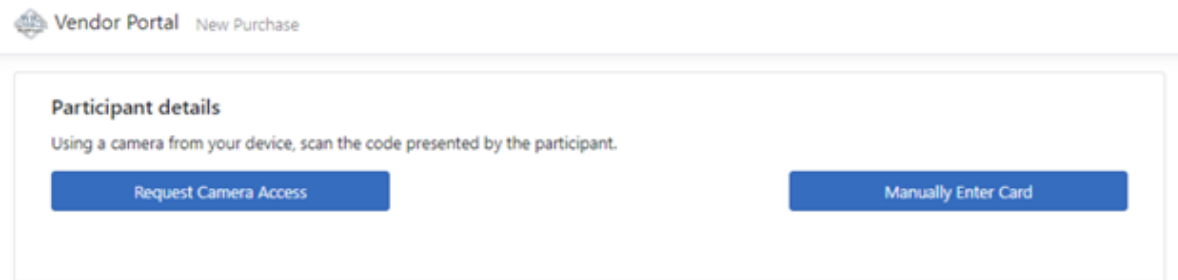 Vendor Portal New Purchase
Participant details
Using a camera from your device, scan the code presented by the participant.
Request Camera Access Manually Enter Card